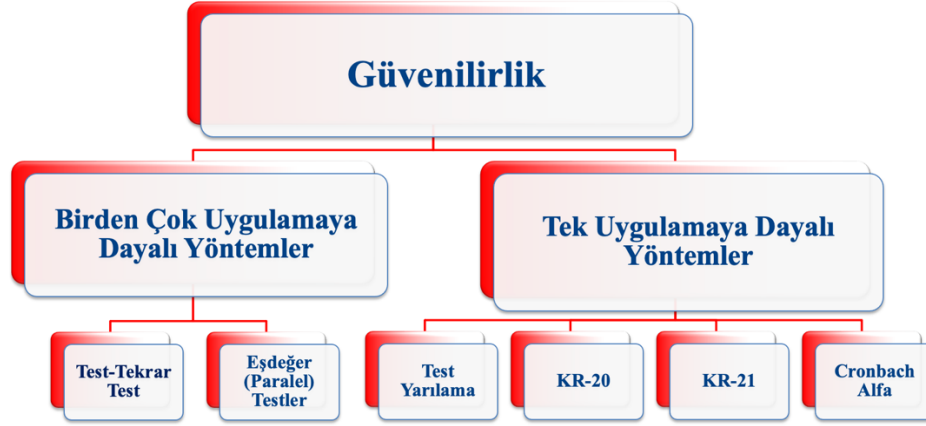 Güvenilirlik
Birden Çok Uygulamaya
Dayalı Yöntemler
Tek Uygulamaya Dayalı
Yöntemler
Test-Tekrar
Test
Eşdeğer
(Paralel)
Testler
Test
Yarılama
KR-20
KR-21
Cronbach
Alfa